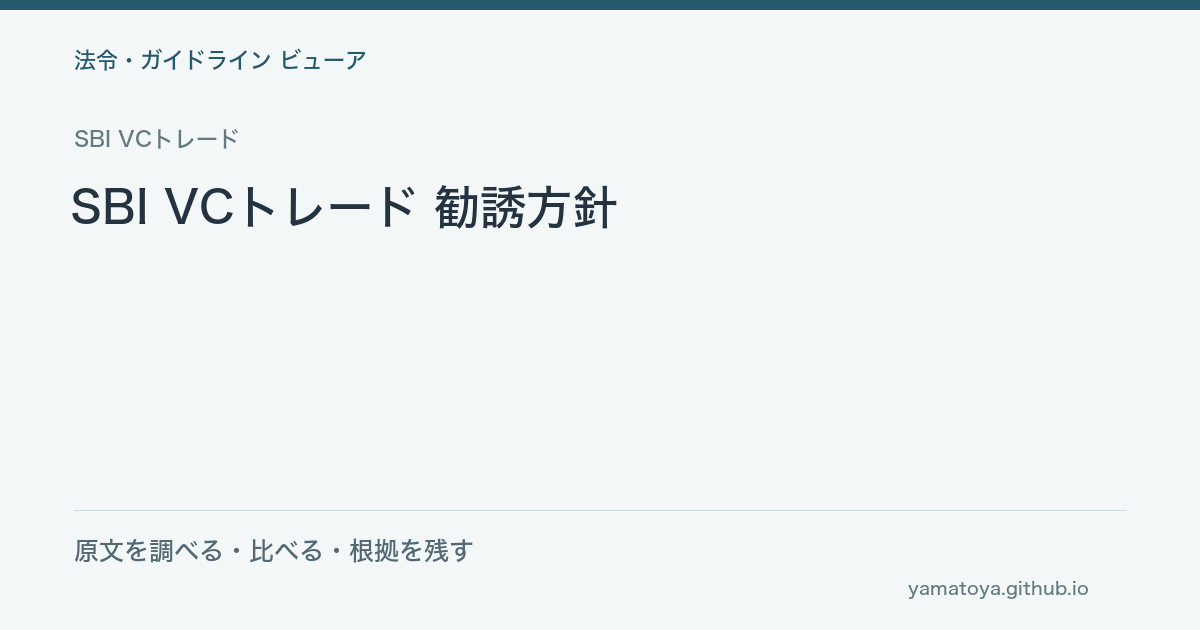 法令・ガイドライン ビューア
SBI VCトレード
SBI VCトレード 勧誘方針
原文を調べる・比べる・根拠を残す
yamatoya.github.io